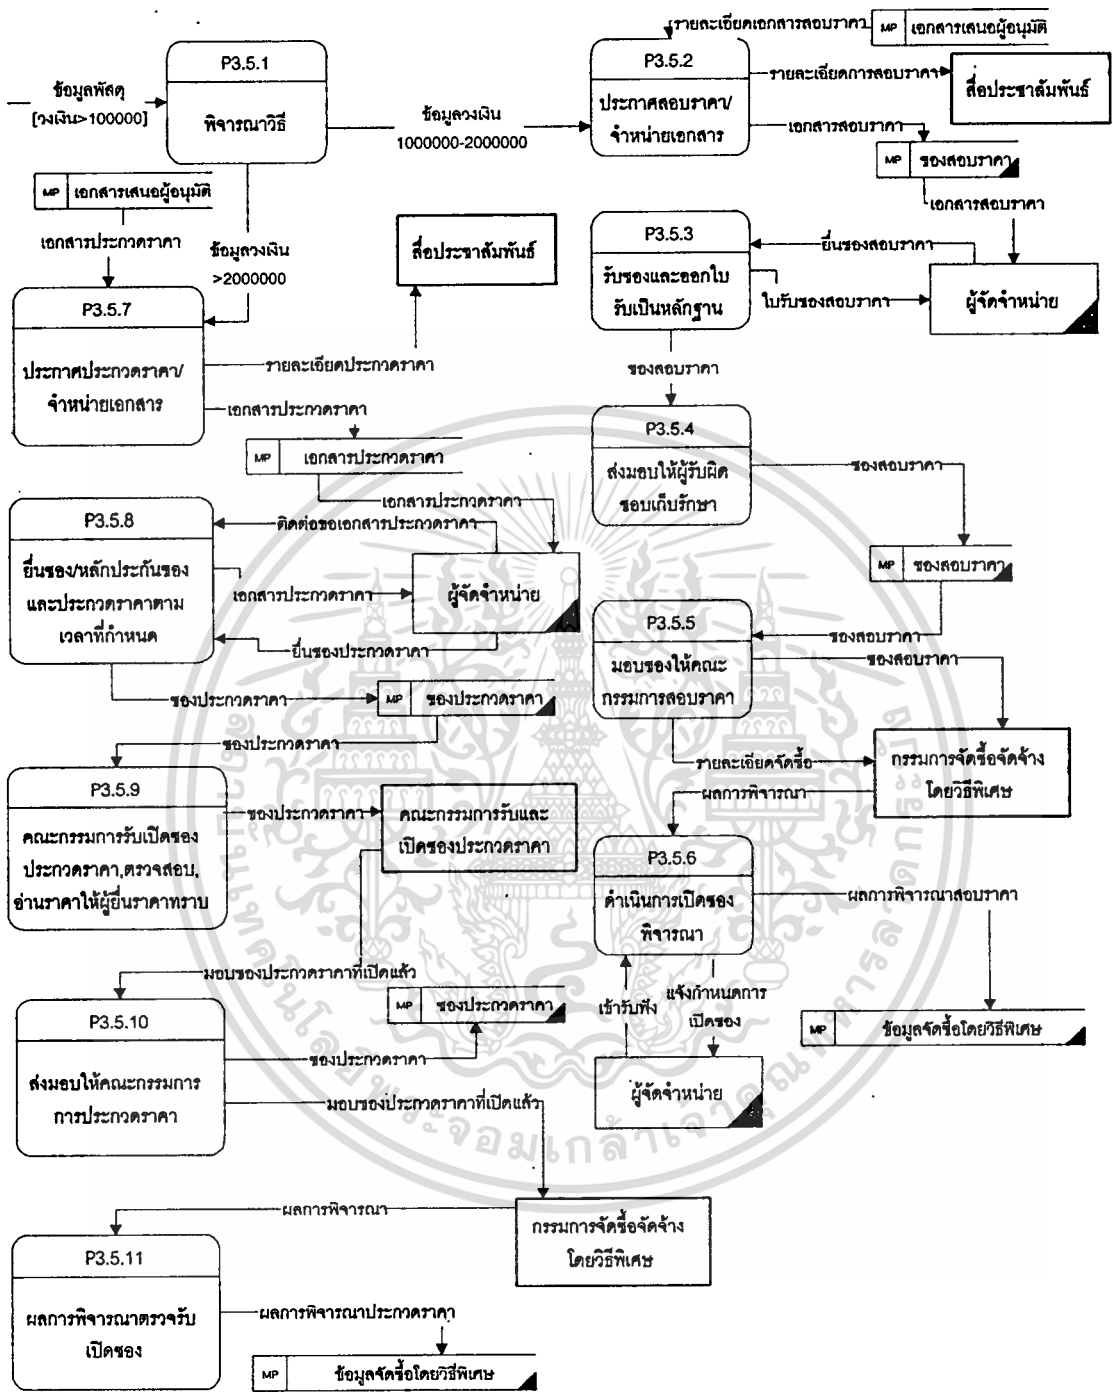 ข้อมูลพัสดุ
[วงเงิน>100000]
P3.5.1
พิจารณาวิธี
ข้อมูลวงเงิน
1000000-2000000
P3.5.2
ประกาศสอบราคา/
จำหน่ายเอกสาร
รายละเอียดเอกสารสอบราคา
MP เอกสารเสนอผู้อนุมัติ
รายละเอียดการสอบราคา
สื่อประชาสัมพันธ์
เอกสารสอบราคา
MP ซองสอบราคา
เอกสารสอบราคา
MP เอกสารเสนอผู้อนุมัติ
เอกสารประกวดราคา
ข้อมูลวงเงิน
>2000000
สื่อประชาสัมพันธ์
P3.5.3
รับซองและออกใบ
รับเป็นหลักฐาน
ยื่นซองสอบราคา
ใบรับซองสอบราคา
ผู้จัดจำหน่าย
ซองสอบราคา
P3.5.7
ประกาศประกวดราคา/
จำหน่ายเอกสาร
รายละเอียดประกวดราคา
เอกสารประกวดราคา
MP เอกสารประกวดราคา
เอกสารประกวดราคา
P3.5.4
ส่งมอบให้ผู้รับผิด
ชอบเก็บรักษา
ซองสอบราคา
MP ซองสอบราคา
P3.5.8
ยื่นซอง/หลักประกันซอง
และประกวดราคาตาม
เวลาที่กำหนด
ติดต่อขอเอกสารประกวดราคา
เอกสารประกวดราคา
ยื่นซองประกวดราคา
ผู้จัดจำหน่าย
ซองประกวดราคา
MP ซองประกวดราคา
ซองประกวดราคา
P3.5.5
มอบซองให้คณะ
กรรมการสอบราคา
ซองสอบราคา
ซองสอบราคา
รายละเอียดจัดซื้อ
ผลการพิจารณา
กรรมการจัดซื้อจัดจ้าง
โดยวิธีพิเศษ
P3.5.9
คณะกรรมการรับเปิดซอง
ประกวดราคา,ตรวจสอบ,
อ่านราคาให้ผู้ยื่นราคาทราบ
ซองประกวดราคา
คณะกรรมการรับและ
เปิดซองประกวดราคา
P3.5.6
ดำเนินการเปิดซอง
พิจารณา
ผลการพิจารณาสอบราคา
MP ข้อมูลจัดซื้อโดยวิธีพิเศษ
เข้ารับฟัง
แจ้งกำหนดการ
เปิดซอง
ผู้จัดจำหน่าย
มอบซองประกวดราคาที่เปิดแล้ว
P3.5.10
ส่งมอบให้คณะกรรมการ
การประกวดราคา
MP ซองประกวดราคา
ซองประกวดราคา
มอบซองประกวดราคาที่เปิดแล้ว
กรรมการจัดซื้อจัดจ้าง
โดยวิธีพิเศษ
ผลการพิจารณา
P3.5.11
ผลการพิจารณาตรวจรับ
เปิดซอง
ผลการพิจารณาประกวดราคา
MP ข้อมูลจัดซื้อโดยวิธีพิเศษ
สถาบันเทคโนโลยีพระจอมเกล้าเจ้าคุณทหารลาดกระบัง